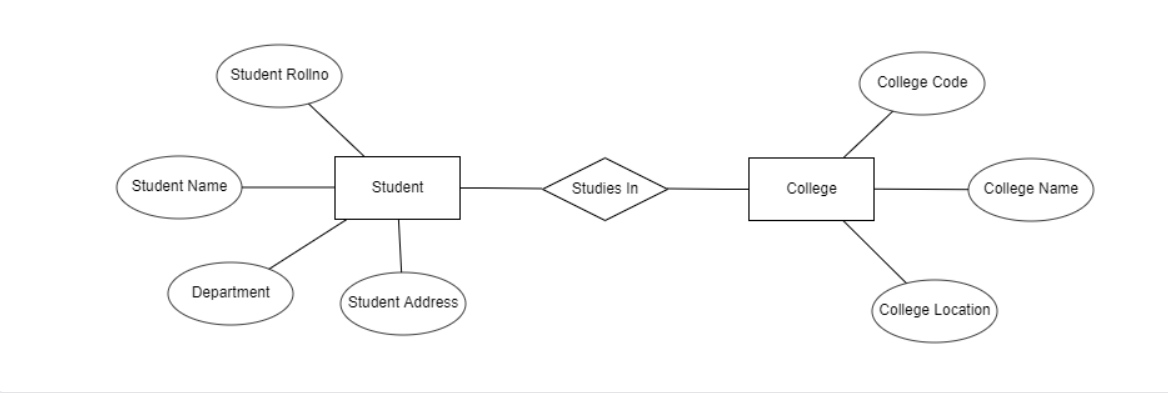 Student Rollno
College Code
Student Name
Student
Studies In
College
College Name
Department
Student Address
College Location